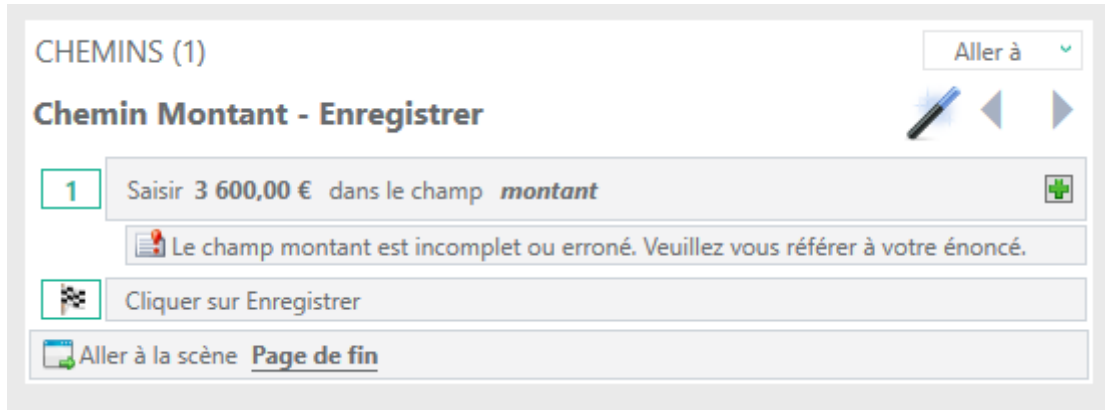 CHEMINS (1)
Aller à
Chemin Montant - Enregistrer
1
Saisir 3 600,00 € dans le champ montant
Le champ montant est incomplet ou erroné. Veuillez vous référer à votre énoncé.
Cliquer sur Enregistrer
Aller à la scène Page de fin